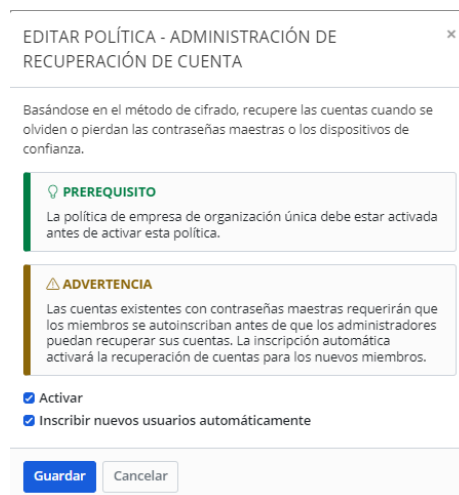 EDITAR POLÍTICA - ADMINISTRACIÓN DE
RECUPERACIÓN DE CUENTA
×
Basándose en el método de cifrado, recupere las cuentas cuando se
olviden o pierdan las contraseñas maestras o los dispositivos de
confianza.
PREREQUISITO
La política de empresa de organización única debe estar activada
antes de activar esta política.
ADVERTENCIA
Las cuentas existentes con contraseñas maestras requerirán que
los miembros se autoinscriban antes de que los administradores
puedan recuperar sus cuentas. La inscripción automática
activará la recuperación de cuentas para los nuevos miembros.
Activar
Inscribir nuevos usuarios automáticamente
Guardar
Cancelar